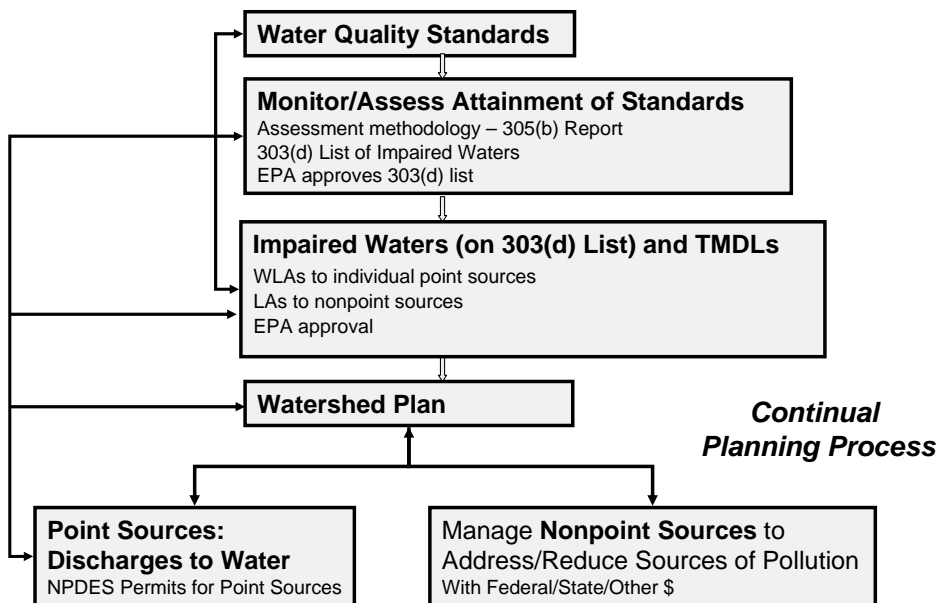 Water Quality Standards
Monitor/Assess Attainment of Standards
Assessment methodology – 305(b) Report
303(d) List of Impaired Waters
EPA approves 303(d) list
Impaired Waters (on 303(d) List) and TMDLs
WLAs to individual point sources
LAs to nonpoint sources
EPA approval
Watershed Plan
Continual
Planning Process
Point Sources:
Discharges to Water
NPDES Permits for Point Sources
Manage Nonpoint Sources to
Address/Reduce Sources of Pollution
With Federal/State/Other $